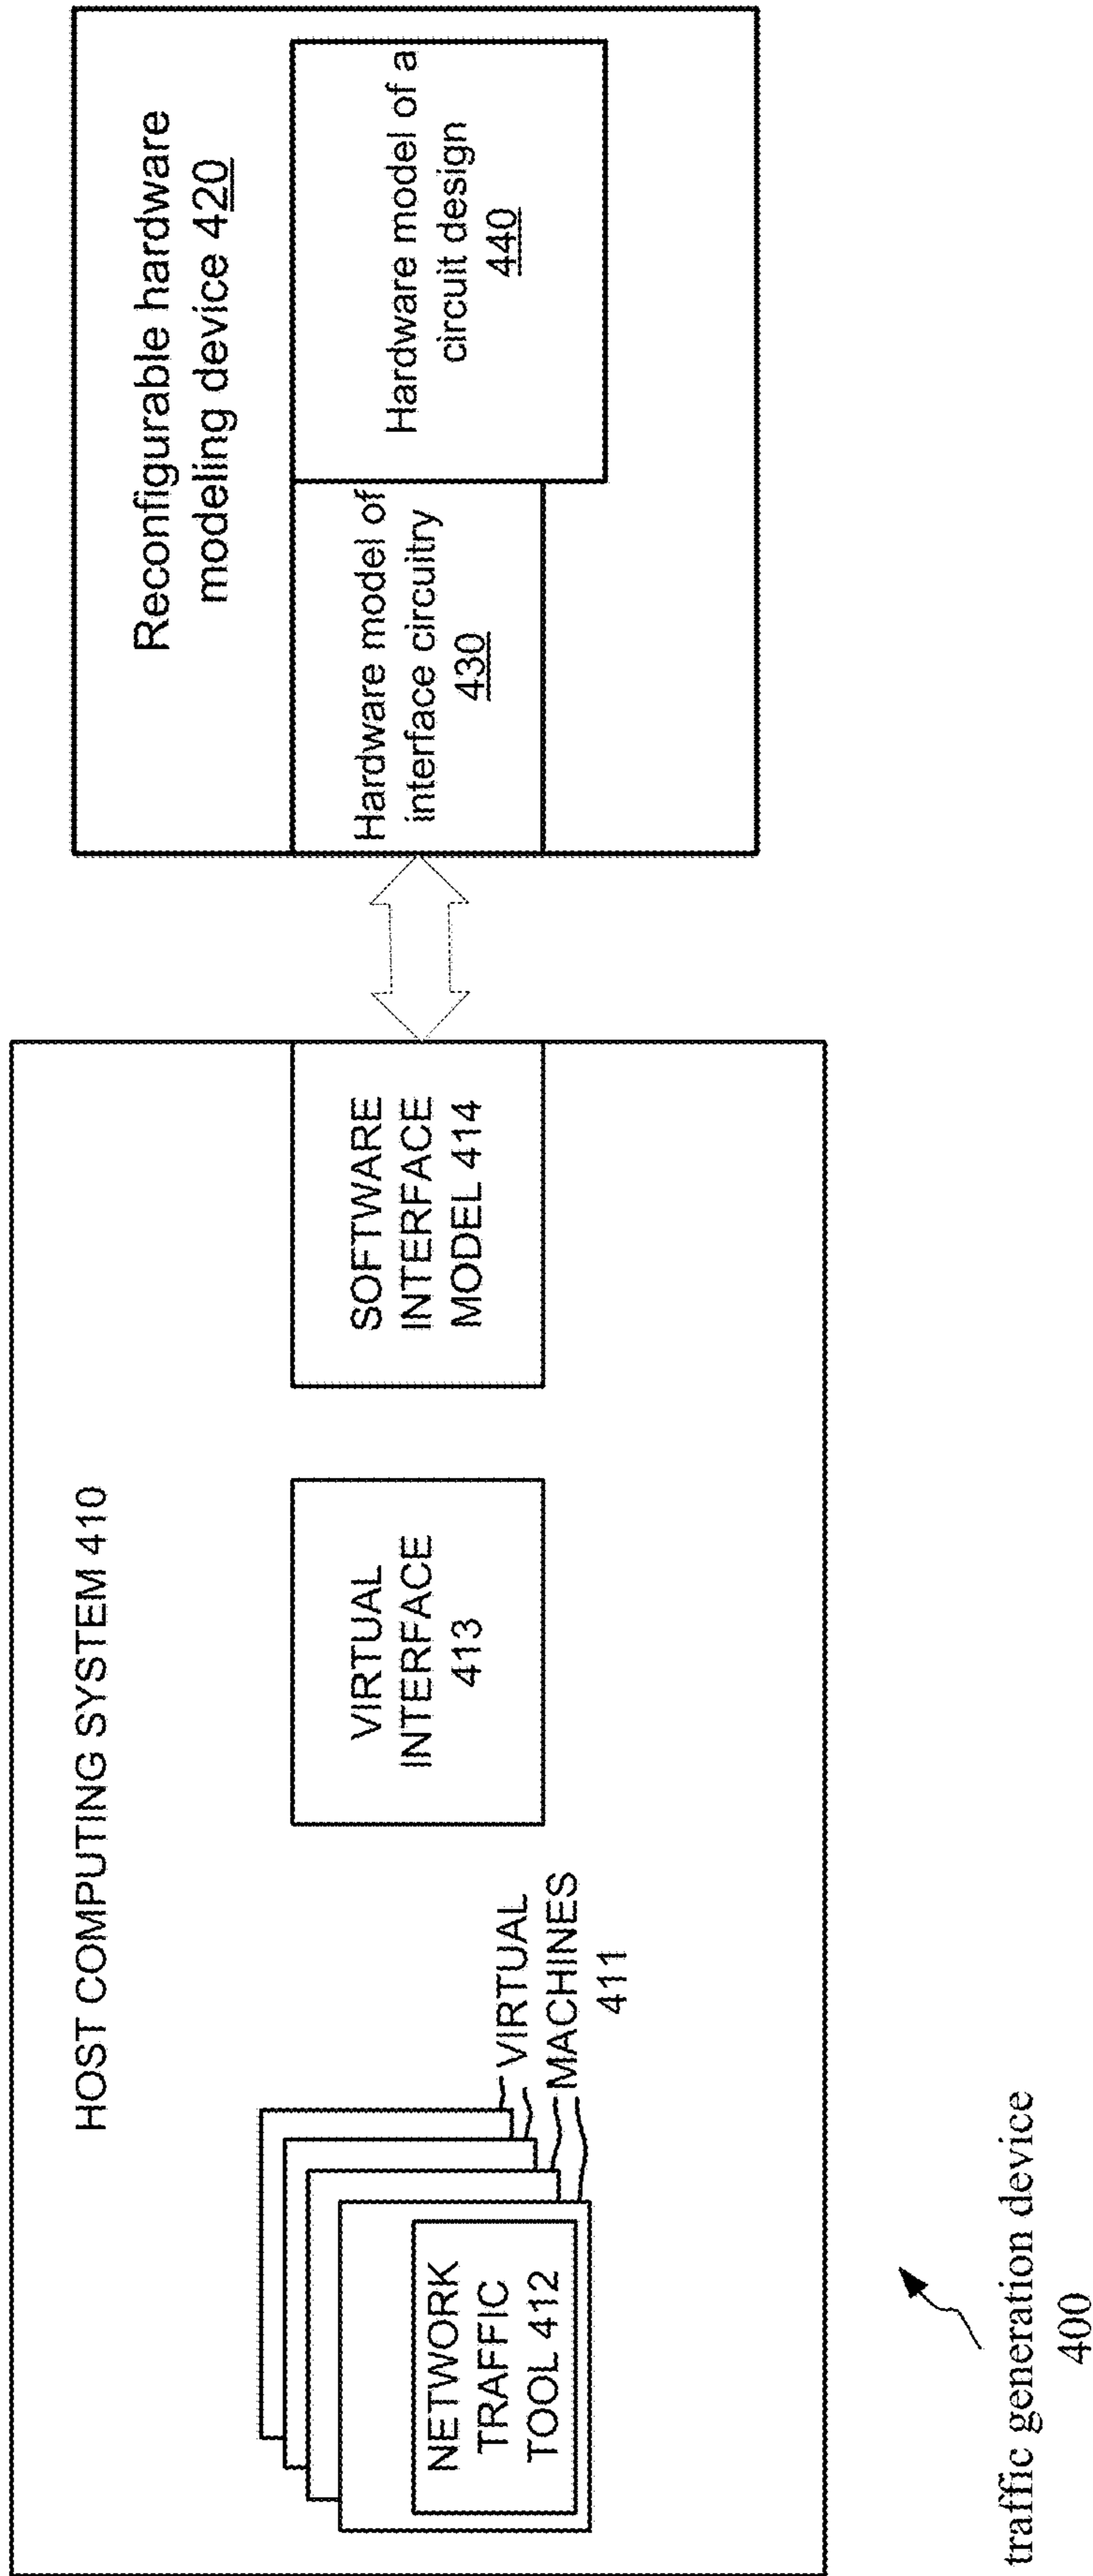 HOST COMPUTING SYSTEM 410
NETWORK
TRAFFIC
TOOL 412
VIRTUAL
MACHINES
411
VIRTUAL
INTERFACE
413
SOFTWARE
INTERFACE
MODEL 414
Reconfigurable hardware
modeling device 420
Hardware model of
interface circuitry
430
Hardware model of a
circuit design
440
traffic generation device
400